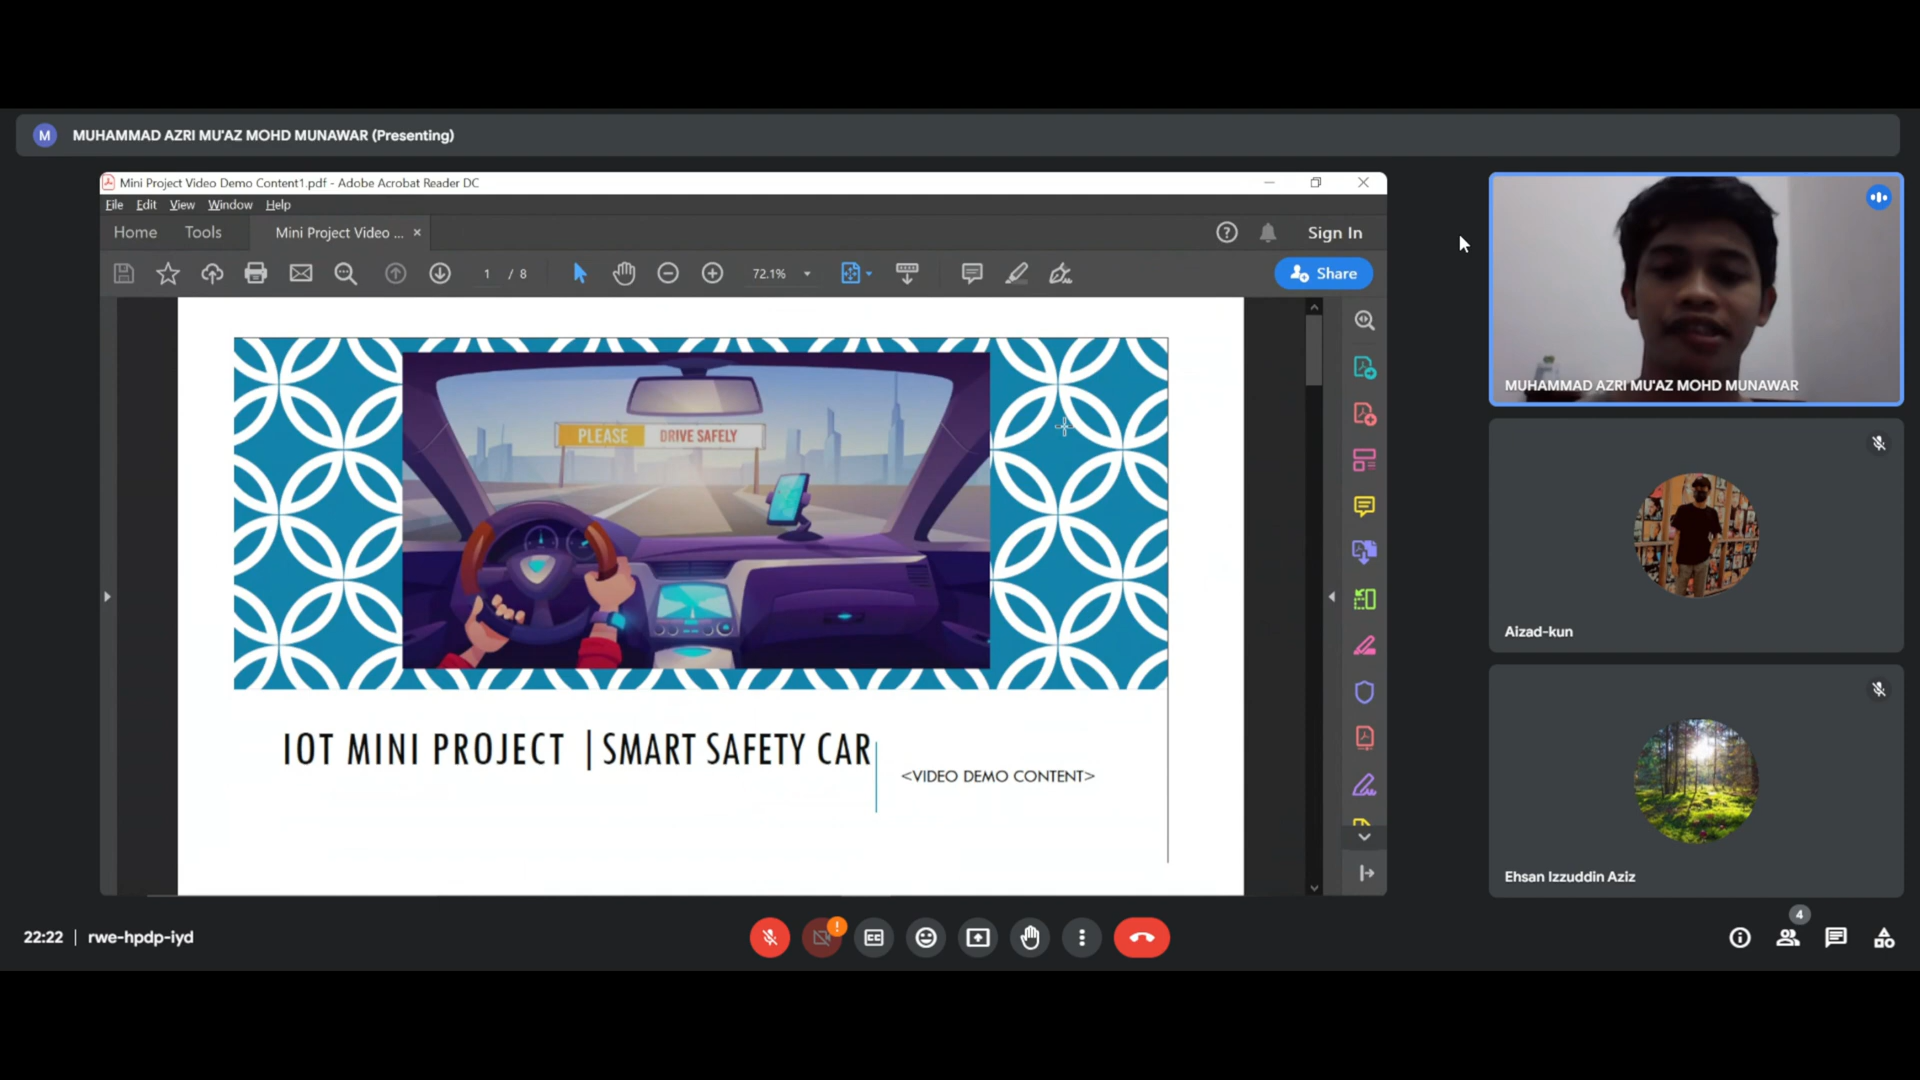 M MUHAMMAD AZRI MU'AZ MOHD MUNAWAR (Presenting)
Mini Project Video Demo Content1.pdf - Adobe Acrobat Reader DC
File Edit View Window Help
Home Tools Mini Project Video ... × Sign In
1 / 8 72.1% Share
PLEASE DRIVE SAFELY
IOT MINI PROJECT | SMART SAFETY CAR
<VIDEO DEMO CONTENT>
MUHAMMAD AZRI MU'AZ MOHD MUNAWAR
Aizad-kun
Ehsan Izzuddin Aziz
22:22 | rwe-hpdp-iyd
4